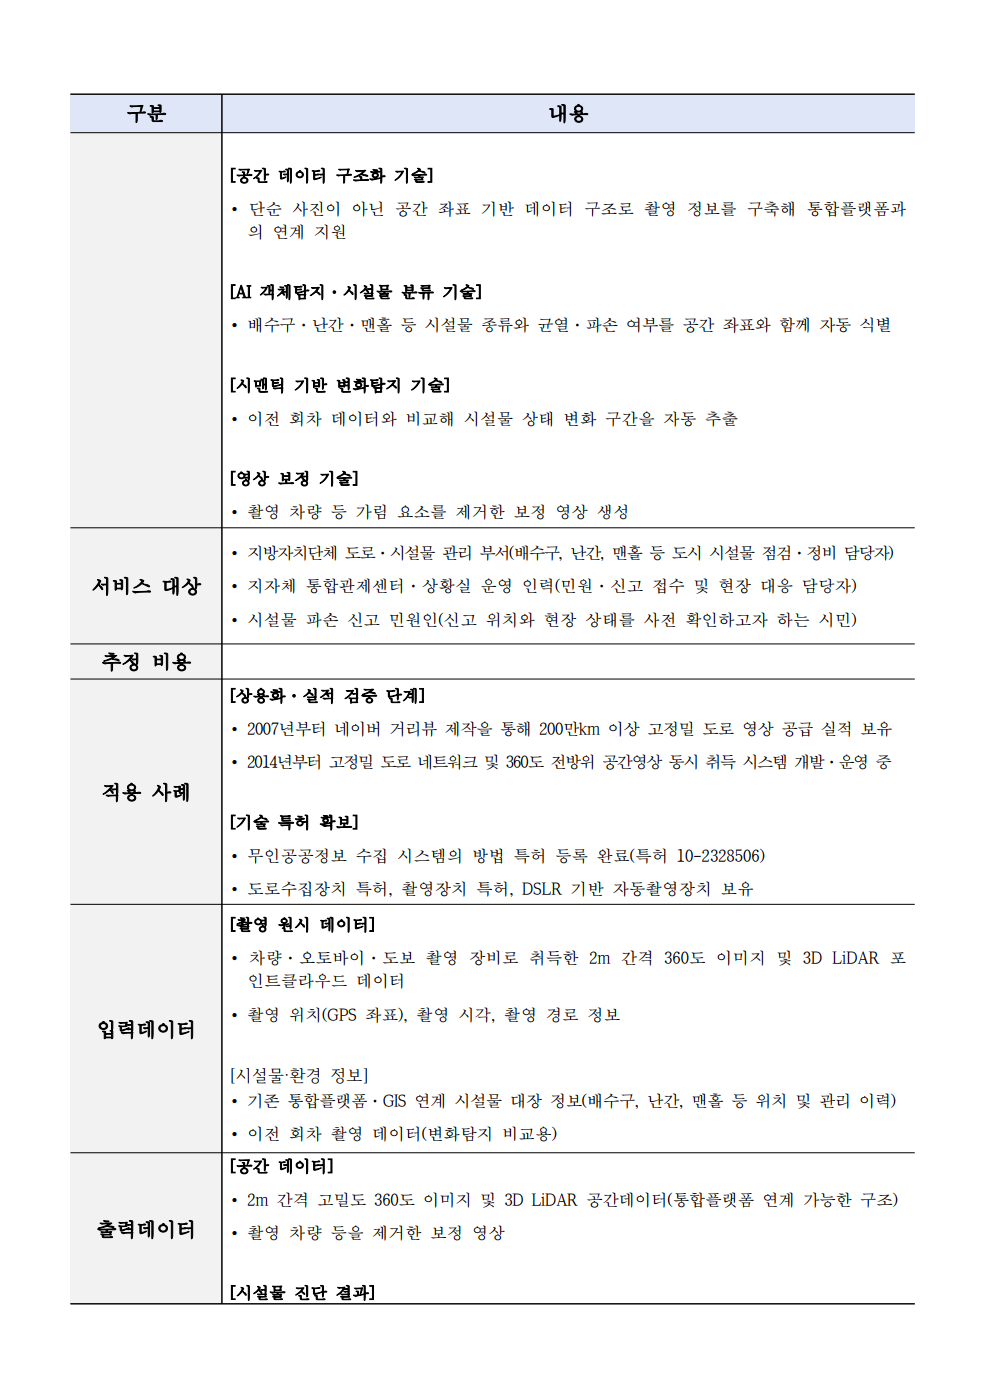 구분
내용
[공간 데이터 구조화 기술]
• 단순 사진이 아닌 공간 좌표 기반 데이터 구조로 촬영 정보를 구축해 통합플랫폼과
의 연계 지원
[AI 객체탐지·시설물 분류 기술]
• 배수구·난간·맨홀 등 시설물 종류와 균열·파손 여부를 공간 좌표와 함께 자동 식별
[시맨틱 기반 변화탐지 기술]
• 이전 회차 데이터와 비교해 시설물 상태 변화 구간을 자동 추출
[영상 보정 기술]
• 촬영 차량 등 가림 요소를 제거한 보정 영상 생성
서비스 대상
• 지방자치단체 도로·시설물 관리 부서(배수구, 난간, 맨홀 등 도시 시설물 점검·정비 담당자)
• 지자체 통합관제센터·상황실 운영 인력(민원·신고 접수 및 현장 대응 담당자)
• 시설물 파손 신고 민원인(신고 위치와 현장 상태를 사전 확인하고자 하는 시민)
추정 비용
적용 사례
[상용화·실적 검증 단계]
• 2007년부터 네이버 거리뷰 제작을 통해 200만km 이상 고정밀 도로 영상 공급 실적 보유
• 2014년부터 고정밀 도로 네트워크 및 360도 전방위 공간영상 동시 취득 시스템 개발·운영 중
[기술 특허 확보]
• 무인공공정보 수집 시스템의 방법 특허 등록 완료(특허 10-2328506)
• 도로수집장치 특허, 촬영장치 특허, DSLR 기반 자동촬영장치 보유
입력데이터
[촬영 원시 데이터]
• 차량·오토바이·도보 촬영 장비로 취득한 2m 간격 360도 이미지 및 3D LiDAR 포
인트클라우드 데이터
• 촬영 위치(GPS 좌표), 촬영 시각, 촬영 경로 정보
[시설물·환경 정보]
• 기존 통합플랫폼·GIS 연계 시설물 대장 정보(배수구, 난간, 맨홀 등 위치 및 관리 이력)
• 이전 회차 촬영 데이터(변화탐지 비교용)
출력데이터
[공간 데이터]
• 2m 간격 고밀도 360도 이미지 및 3D LiDAR 공간데이터(통합플랫폼 연계 가능한 구조)
• 촬영 차량 등을 제거한 보정 영상
[시설물 진단 결과]